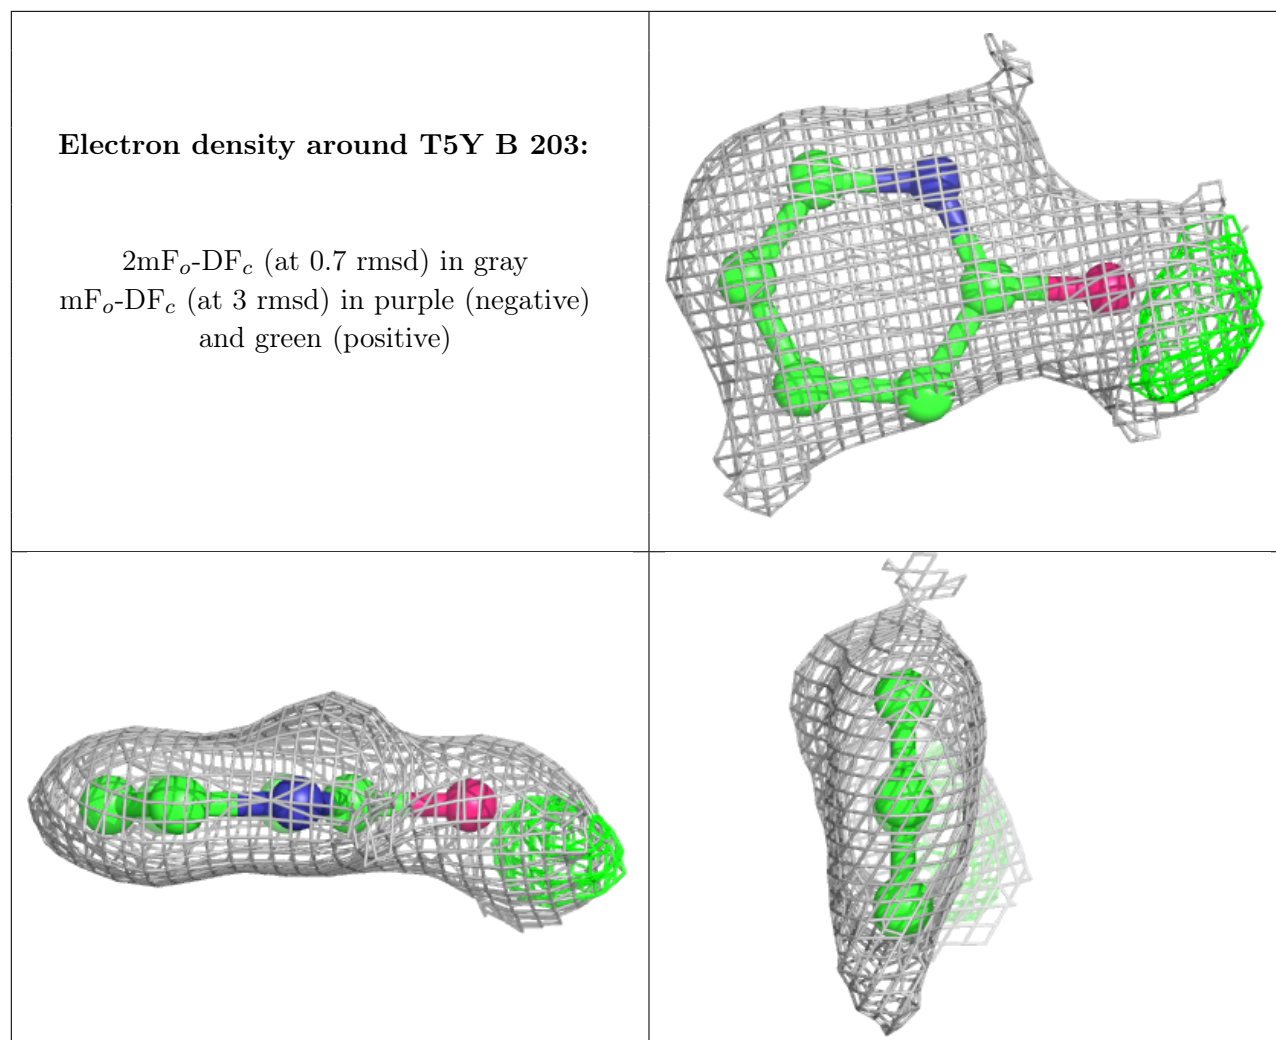 Electron density around T5Y B 203:
2mFₒ-DF𝒸 (at 0.7 rmsd) in gray
mFₒ-DF𝒸 (at 3 rmsd) in purple (negative)
and green (positive)